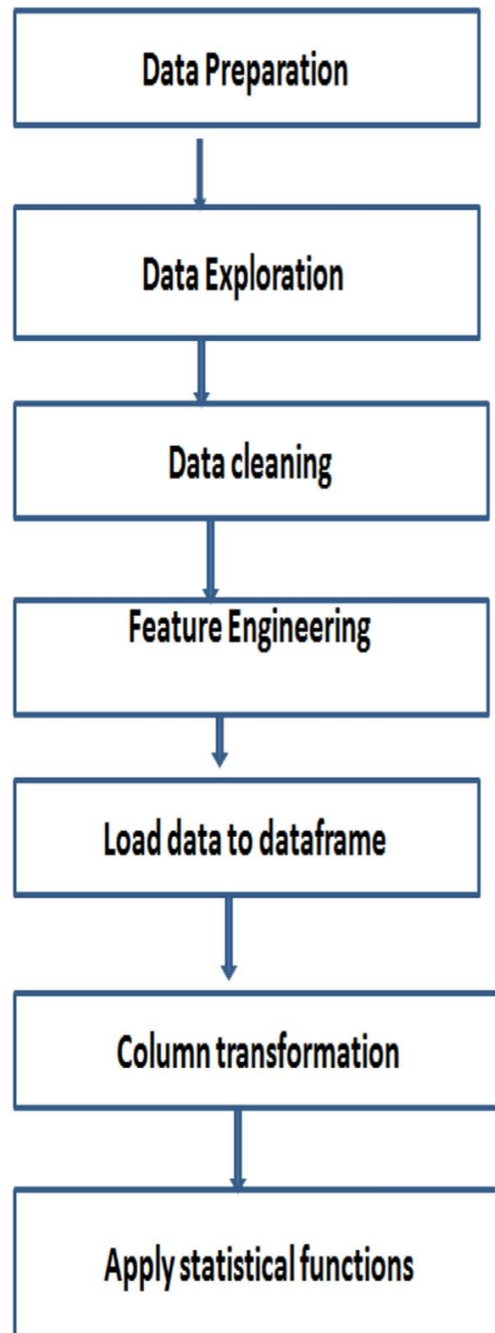 Data Preparation
Data Exploration
Data cleaning
Feature Engineering
Load data to dataframe
Column transformation
Apply statistical functions